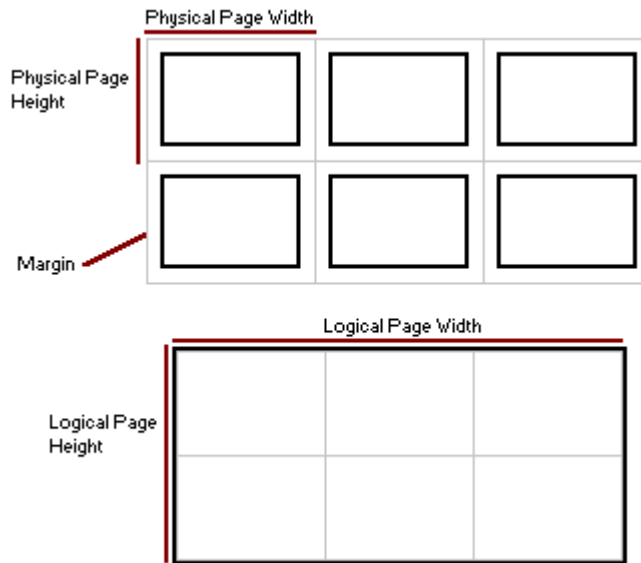 Physical Page Width
Physical Page
Height
Margin
Logical Page Width
Logical Page
Height